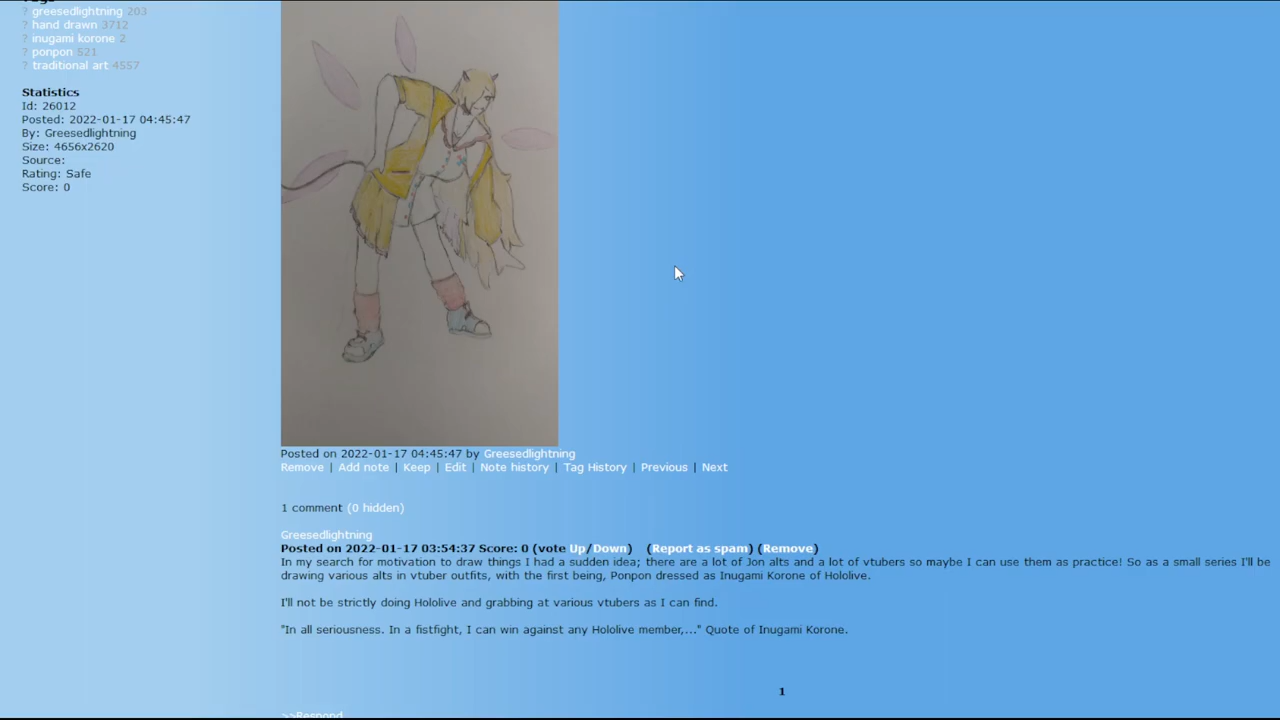 ? greesedlightning 203
? hand drawn 3712
? inugami korone 2
? ponpon 521
? traditional art 4557
Statistics
Id: 26012
Posted: 2022-01-17 04:45:47
By: Greesedlightning
Size: 4656x2620
Source:
Rating: Safe
Score: 0
Posted on 2022-01-17 04:45:47 by Greesedlightning
Remove | Add note | Keep | Edit | Note history | Tag History | Previous | Next
1 comment (0 hidden)
Greesedlightning
Posted on 2022-01-17 03:54:37 Score: 0 (vote Up/Down) (Report as spam) (Remove)
In my search for motivation to draw things I had a sudden idea; there are a lot of Jon alts and a lot of vtubers so maybe I can use them as practice! So as a small series I'll be
drawing various alts in vtuber outfits, with the first being, Ponpon dressed as Inugami Korone of Hololive.
I'll not be strictly doing Hololive and grabbing at various vtubers as I can find.
"In all seriousness. In a fistfight, I can win against any Hololive member,..." Quote of Inugami Korone.
1
>>Respond